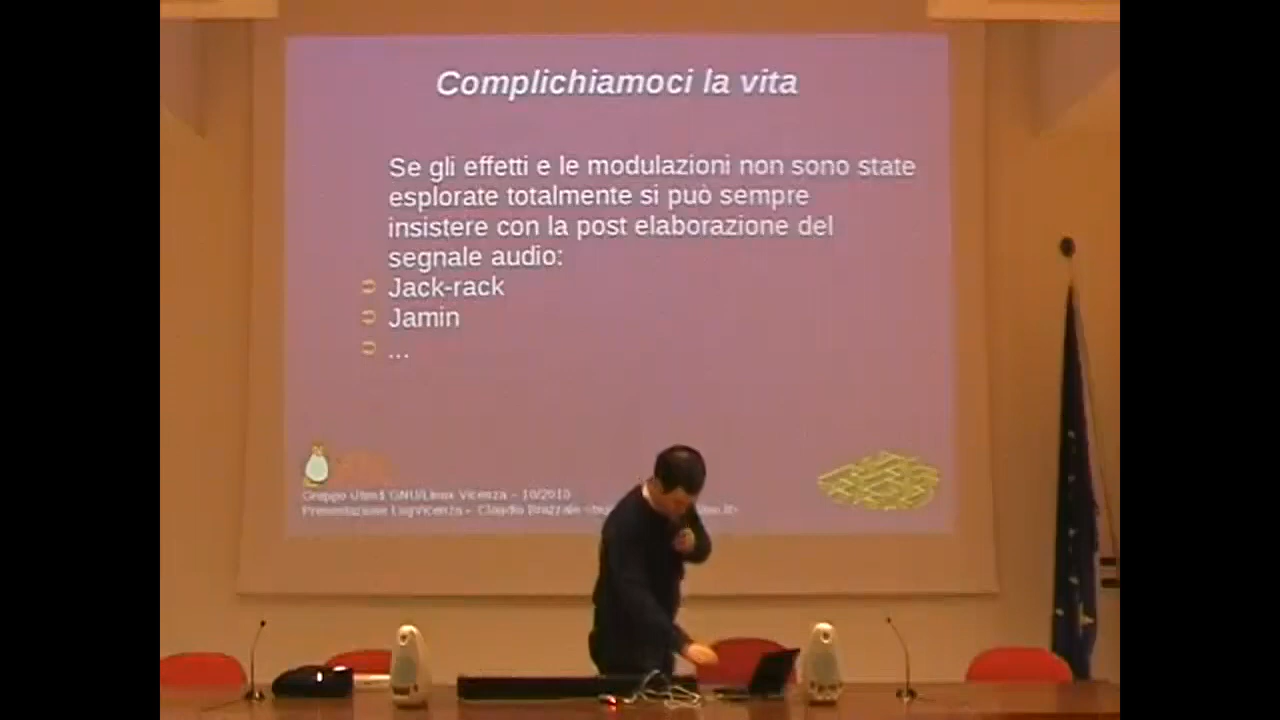 Complichiamoci la vita
Se gli effetti e le modulazioni non sono state
esplorate totalmente si può sempre
insistere con la post elaborazione del
segnale audio:
Jack-rack
Jamin
...
Gruppo Utenti GNU/Linux Vicenza - 10/2010
Presentazione LugVicenza - Claudio Brazzale